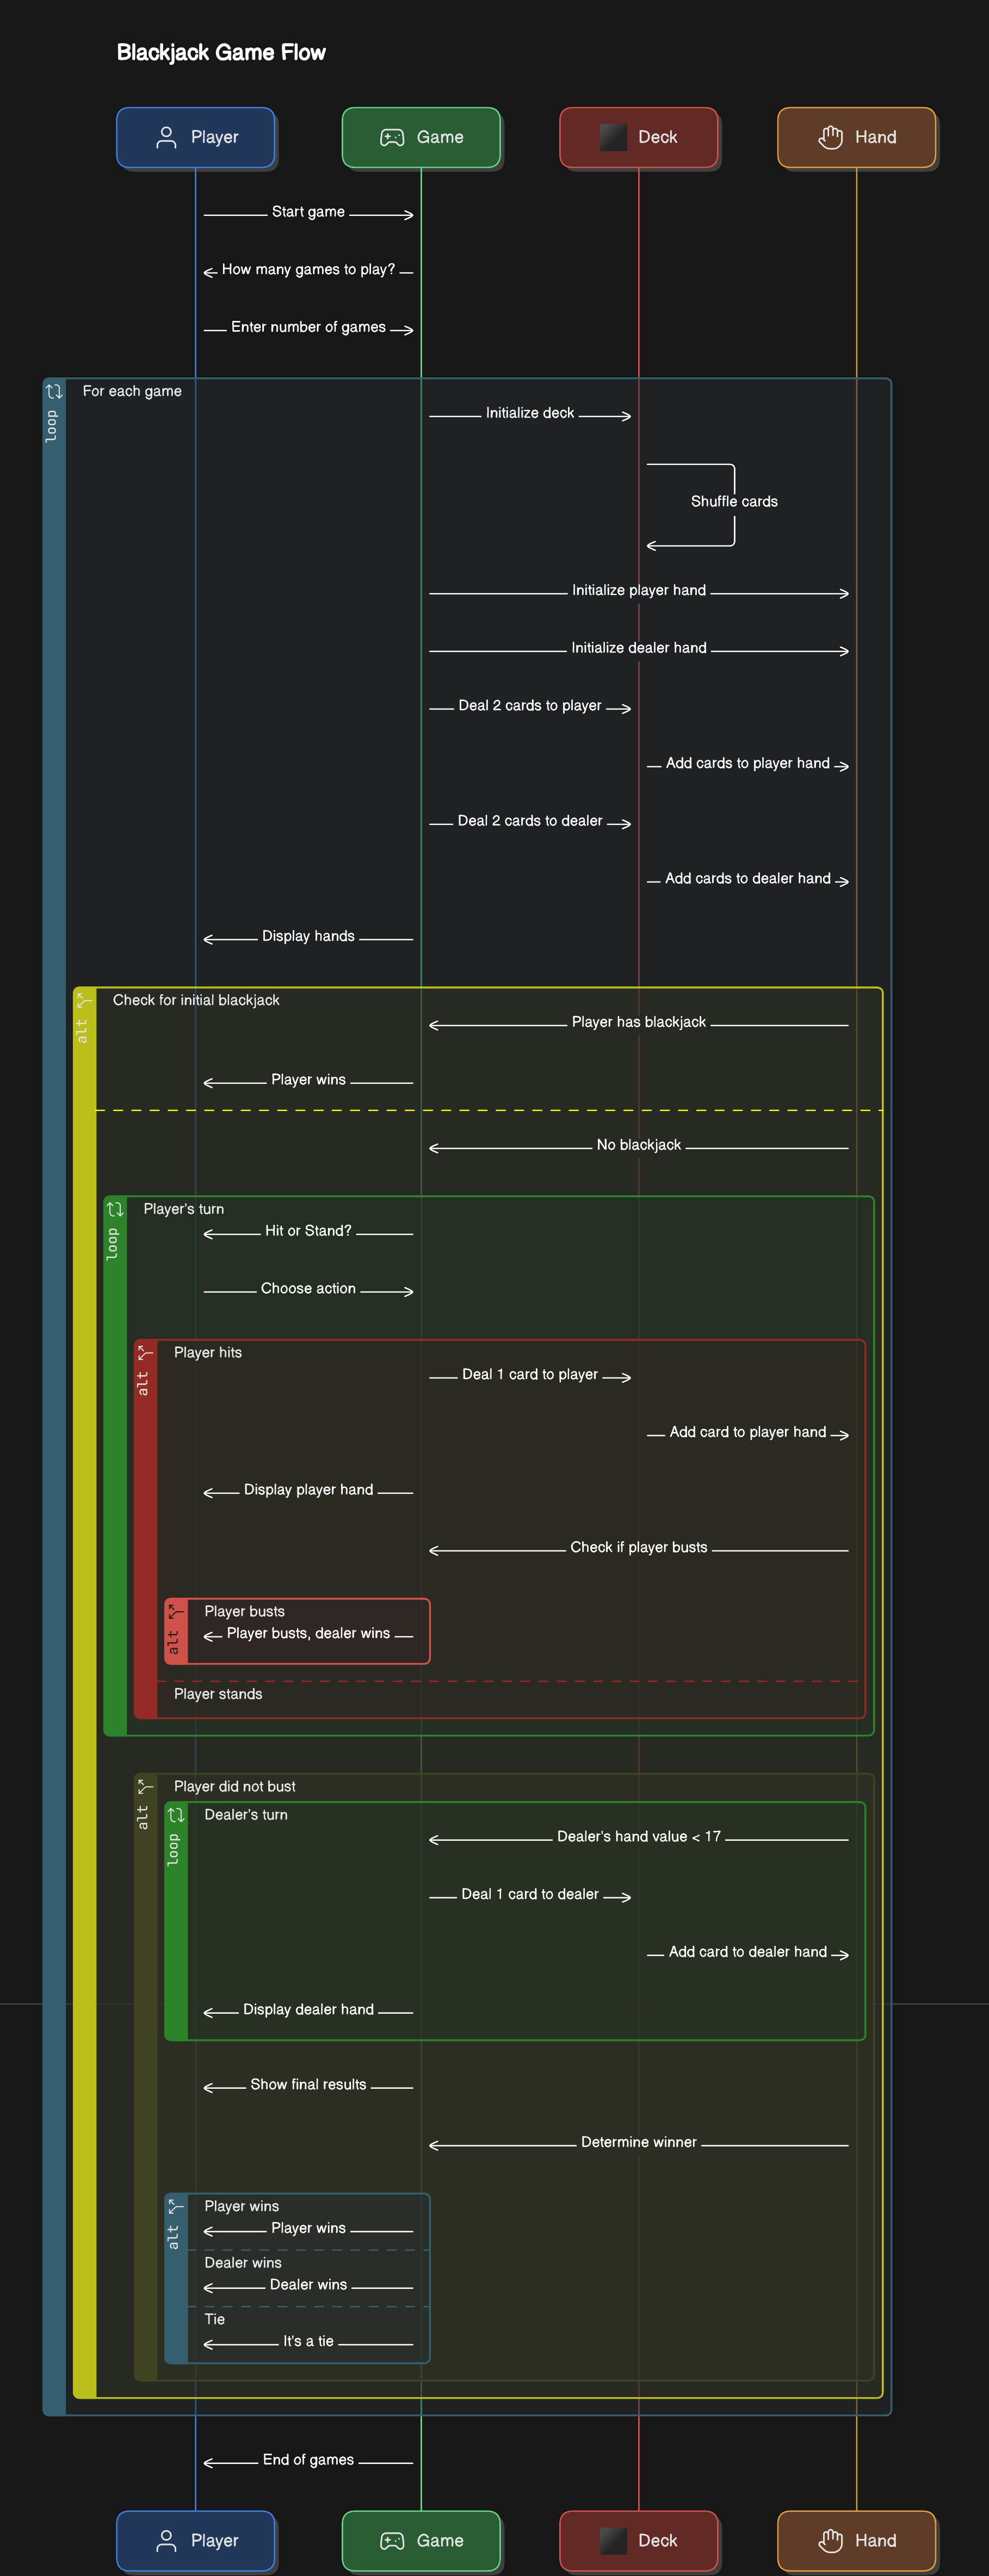 Blackjack Game Flow
Player
Game
Deck
Hand
Start game
How many games to play?
Enter number of games
loop
For each game
Initialize deck
Shuffle cards
Initialize player hand
Initialize dealer hand
Deal 2 cards to player
Add cards to player hand
Deal 2 cards to dealer
Add cards to dealer hand
Display hands
alt
Check for initial blackjack
Player has blackjack
Player wins
No blackjack
loop
Player's turn
Hit or Stand?
Choose action
alt
Player hits
Deal 1 card to player
Add card to player hand
Display player hand
Check if player busts
alt
Player busts
Player busts, dealer wins
Player stands
alt
Player did not bust
loop
Dealer's turn
Dealer's hand value < 17
Deal 1 card to dealer
Add card to dealer hand
Display dealer hand
Show final results
Determine winner
alt
Player wins
Player wins
Dealer wins
Dealer wins
Tie
It's a tie
End of games
Player
Game
Deck
Hand